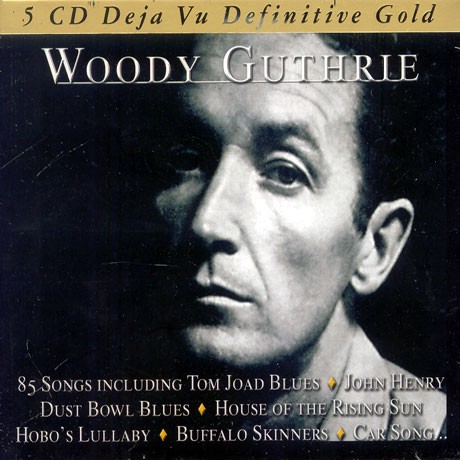 5 CD Deja Vu Definitive Gold
WOODY GUTHRIE
85 SONGS INCLUDING TOM JOAD BLUES ♦ JOHN HENRY
DUST BOWL BLUES ♦ HOUSE OF THE RISING SUN
HOBO'S LULLABY ♦ BUFFALO SKINNERS ♦ CAR SONG...